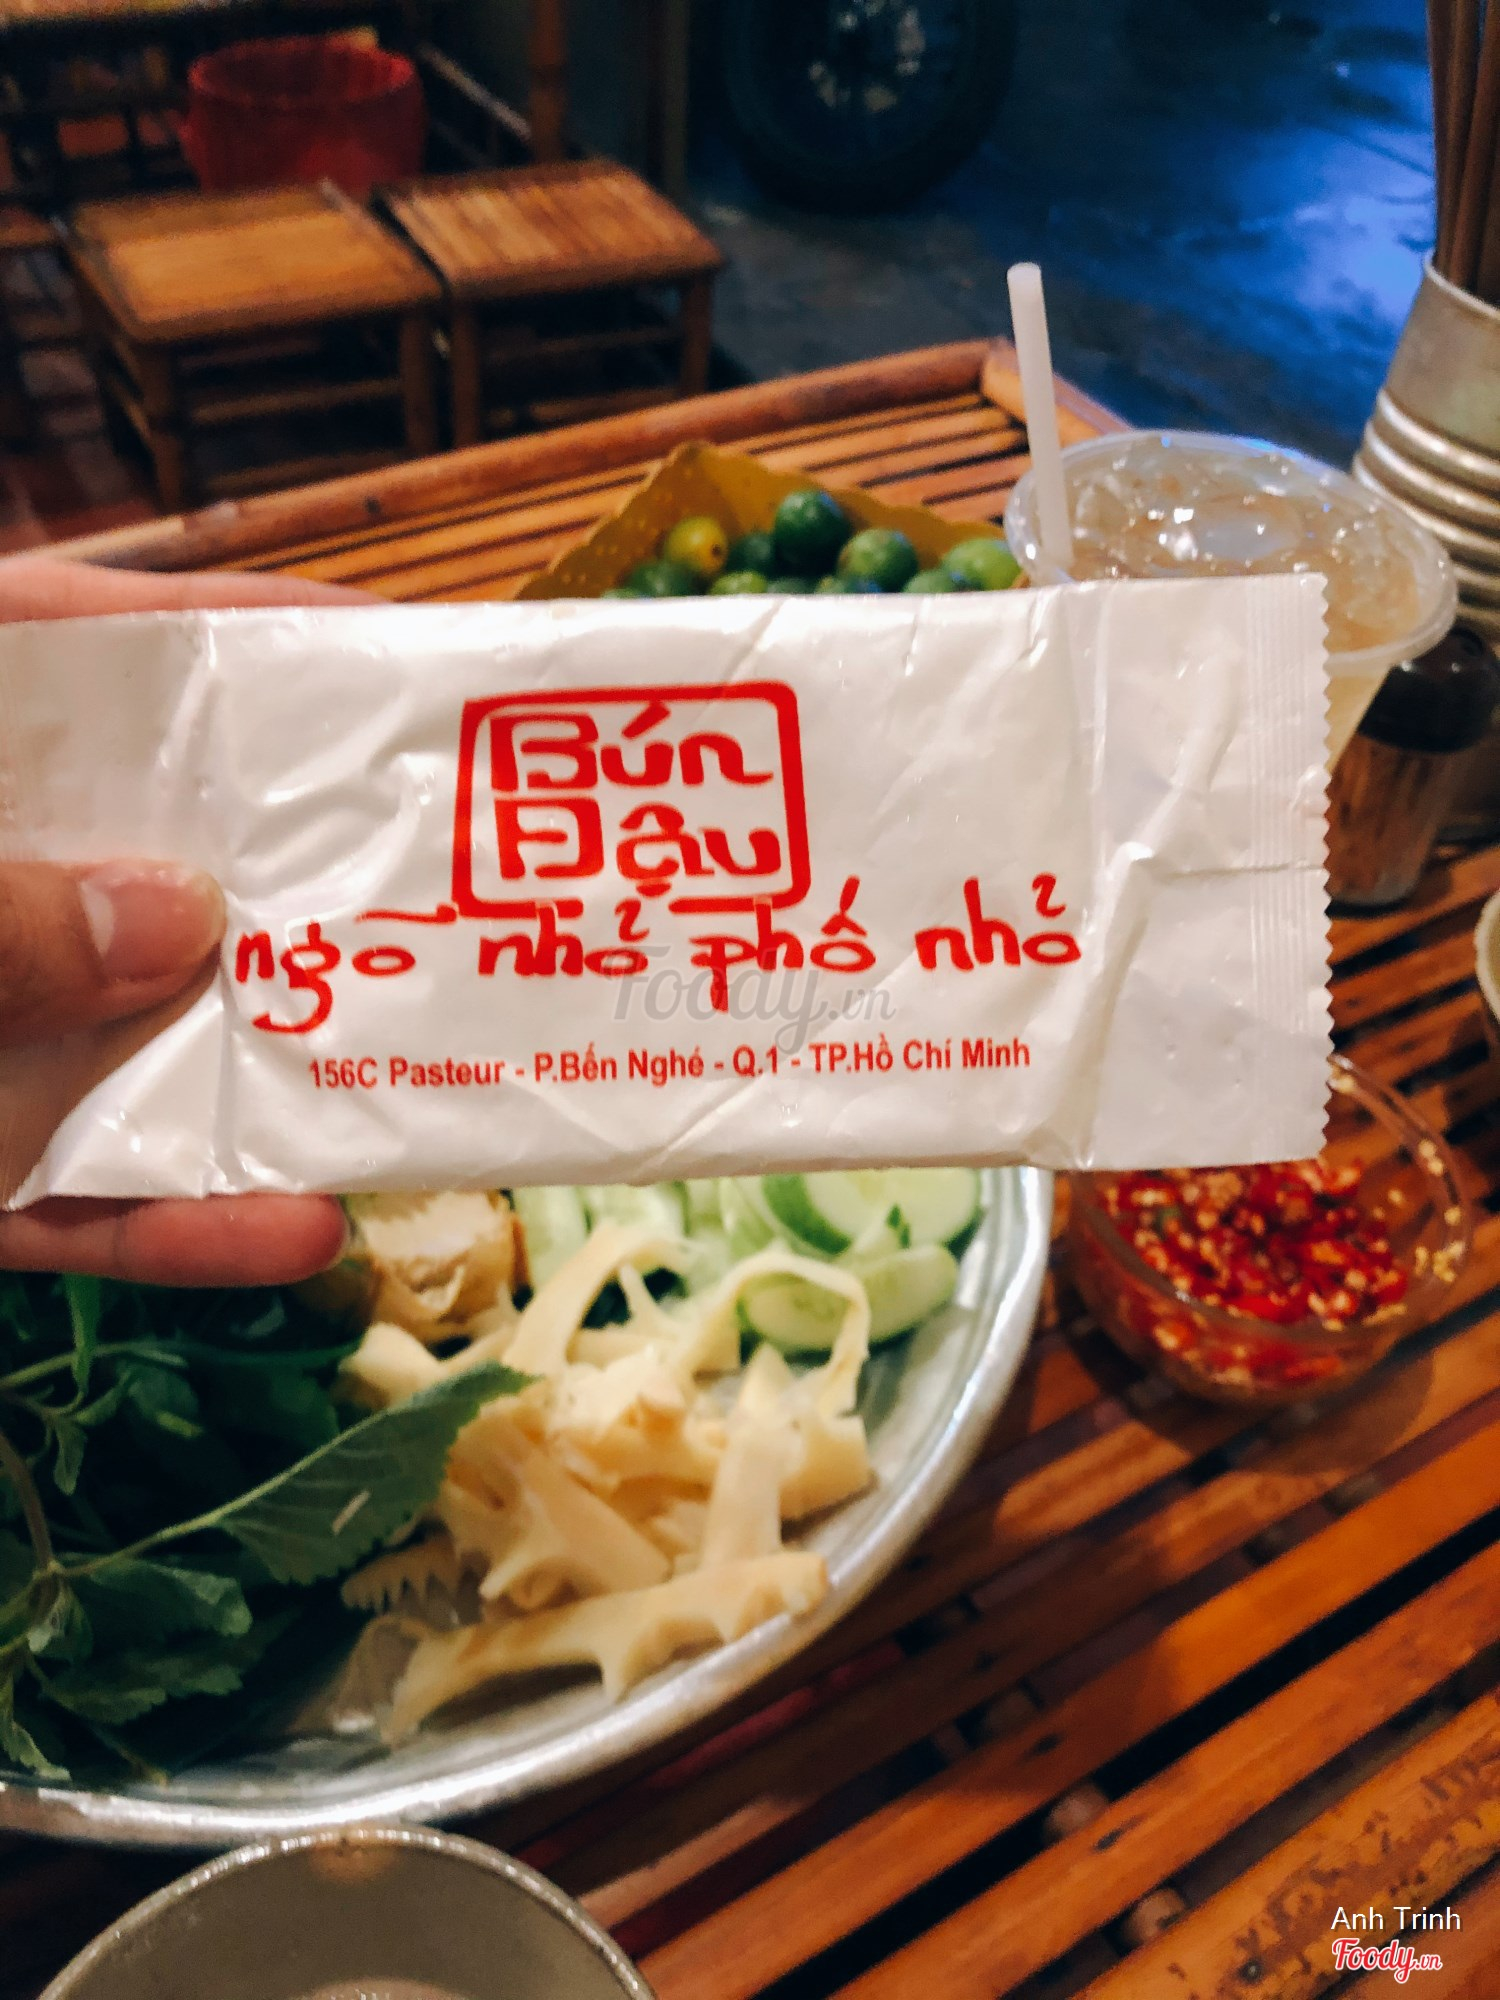 Bún
Đậu
ngõ nhỏ phố nhỏ
Foody.vn
156C Pasteur - P.Bến Nghé - Q.1 - TP.Hồ Chí Minh
Anh Trinh
Foody.vn